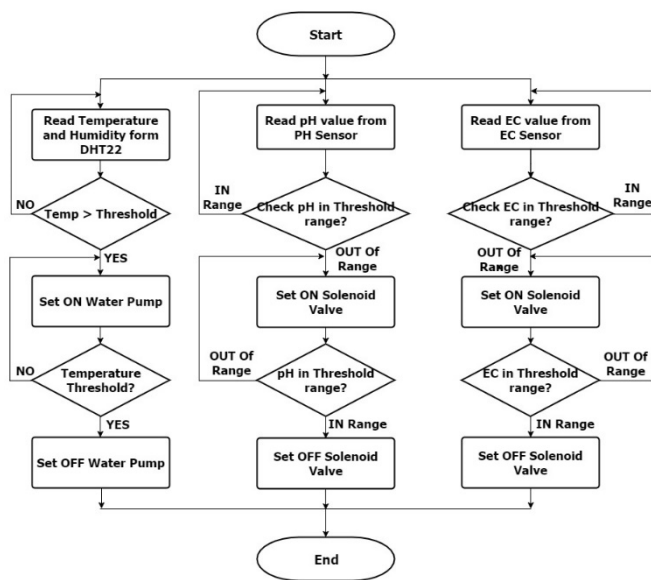 Start
Read Temperature
and Humidity form
DHT22
NO
Temp > Threshold
YES
Set ON Water Pump
NO
Temperature
Threshold?
YES
Set OFF Water Pump
Read pH value from
PH Sensor
IN
Range
Check pH in Threshold
range?
OUT Of
Range
Set ON Solenoid
Valve
OUT Of
Range
pH in Threshold
range?
IN Range
Set OFF Solenoid
Valve
Read EC value from
EC Sensor
IN
Range
Check EC in Threshold
range?
OUT Of
Range
Set ON Solenoid
Valve
OUT Of
Range
EC in Threshold
range?
IN Range
Set OFF Solenoid
Valve
End